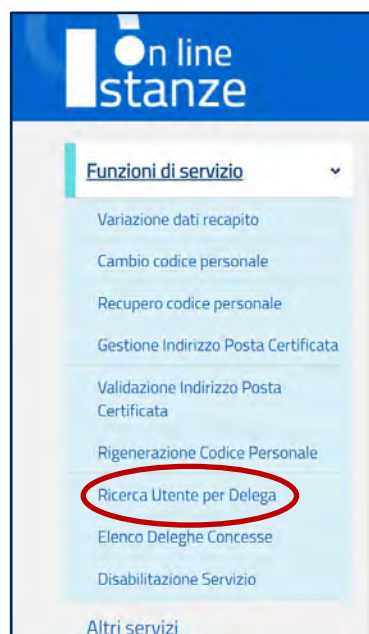 on line
Istanze
Funzioni di servizio
Variazione dati recapito
Cambio codice personale
Recupero codice personale
Gestione Indirizzo Posta Certificata
Validazione Indirizzo Posta
Certificata
Rigenerazione Codice Personale
Ricerca Utente per Delega
Elenco Deleghe Concesse
Disabilitazione Servizio
Altri servizi